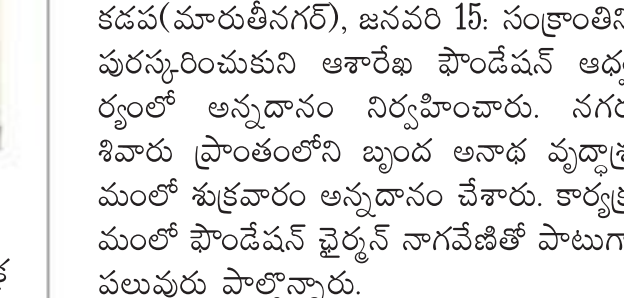 కడప(మారుతీనగర్), జనవరి 15: సంక్రాంతిని
పురస్కరించుకుని ఆశారేఖ ఫౌండేషన్ ఆధ్వ
ర్యంలో అన్నదానం నిర్వహించారు. నగర
శివారు ప్రాంతంలోని బృంద అనాథ వృద్ధాశ్ర
మంలో శుక్రవారం అన్నదానం చేశారు. కార్యక్ర
మంలో ఫౌండేషన్ ఛైర్మన్ నాగవేణితో పాటుగా
పలువురు పాల్గొన్నారు.